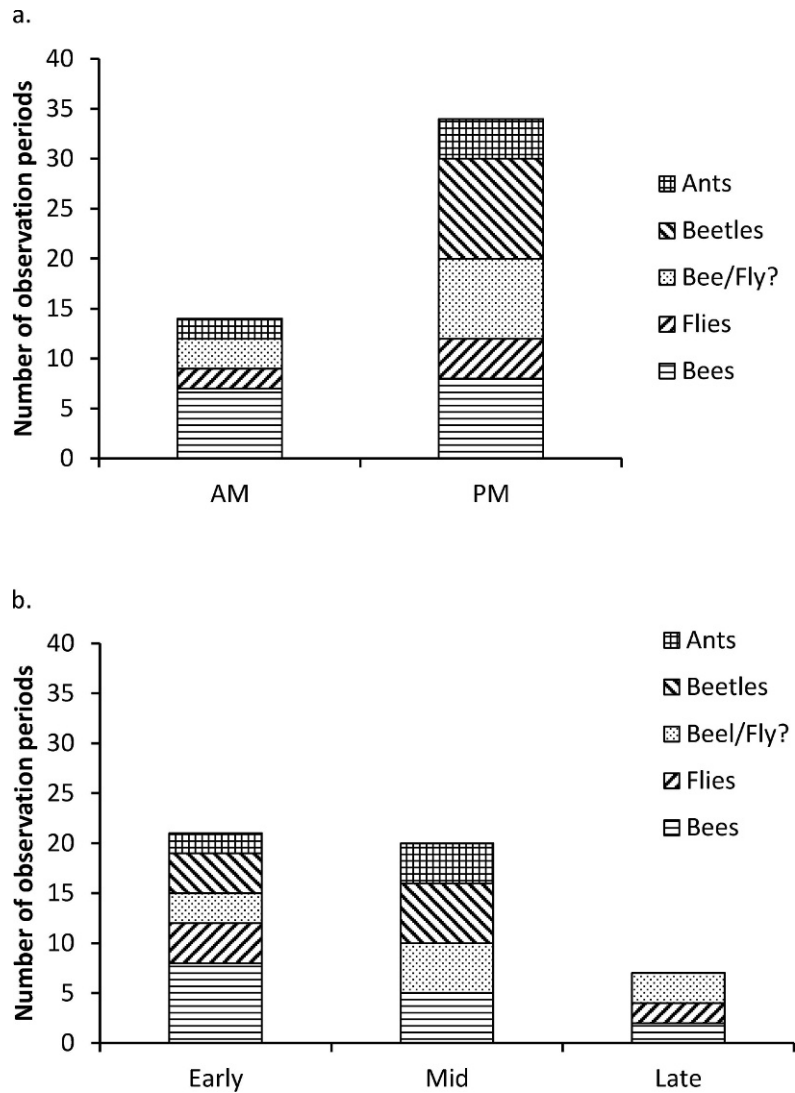 a.
Number of observation periods
40
35
30
25
20
15
10
5
0
AM
PM
Ants
Beetles
Bee/Fly?
Flies
Bees
b.
Number of observation periods
40
35
30
25
20
15
10
5
0
Early
Mid
Late
Ants
Beetles
Beel/Fly?
Flies
Bees